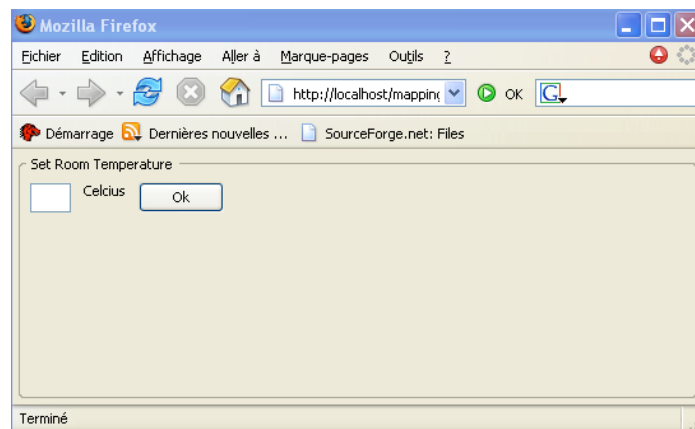 Mozilla Firefox
Fichier Edition Affichage Aller à Marque-pages Outils ?
http://localhost/mapping OK G
Démarrage Dernières nouvelles ... SourceForge.net: Files
Set Room Temperature
Celcius Ok
Terminé